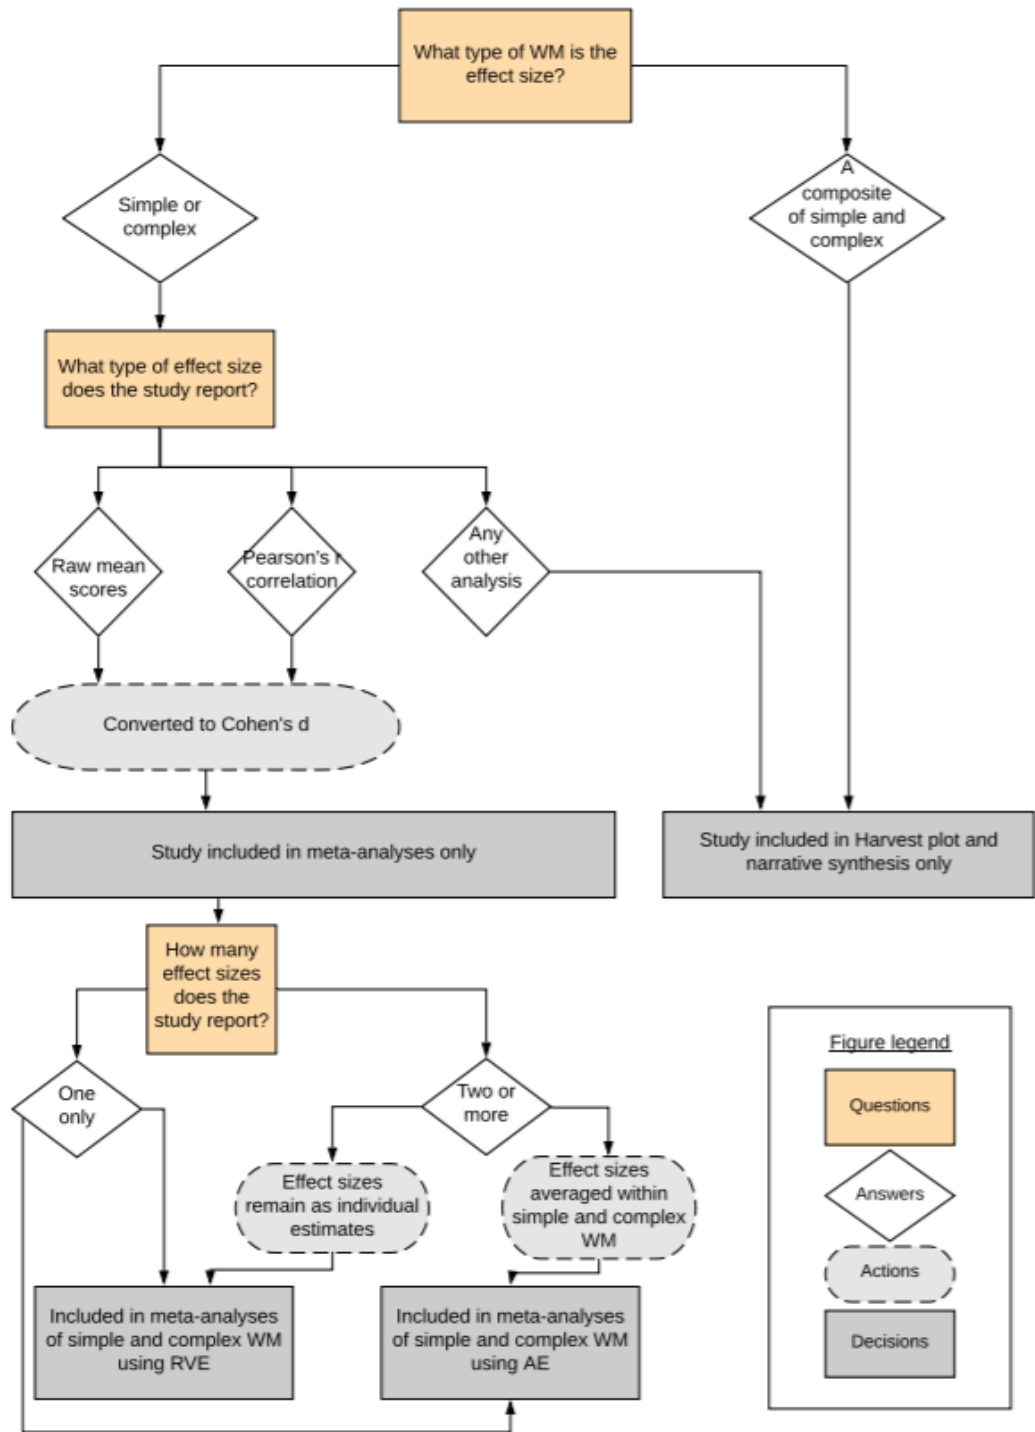 What type of WM is the
effect size?
Simple or
complex
A
composite
of simple and
complex
What type of effect size
does the study report?
Raw mean
scores
Pearson's r
correlation
Any
other
analysis
Converted to Cohen's d
Study included in meta-analyses only
Study included in Harvest plot and
narrative synthesis only
How many
effect sizes
does the
study report?
One
only
Two or
more
Effect sizes
remain as individual
estimates
Effect sizes
averaged within
simple and complex
WM
Included in meta-analyses
of simple and complex WM
using RVE
Included in meta-analyses
of simple and complex WM
using AE
Figure legend
Questions
Answers
Actions
Decisions